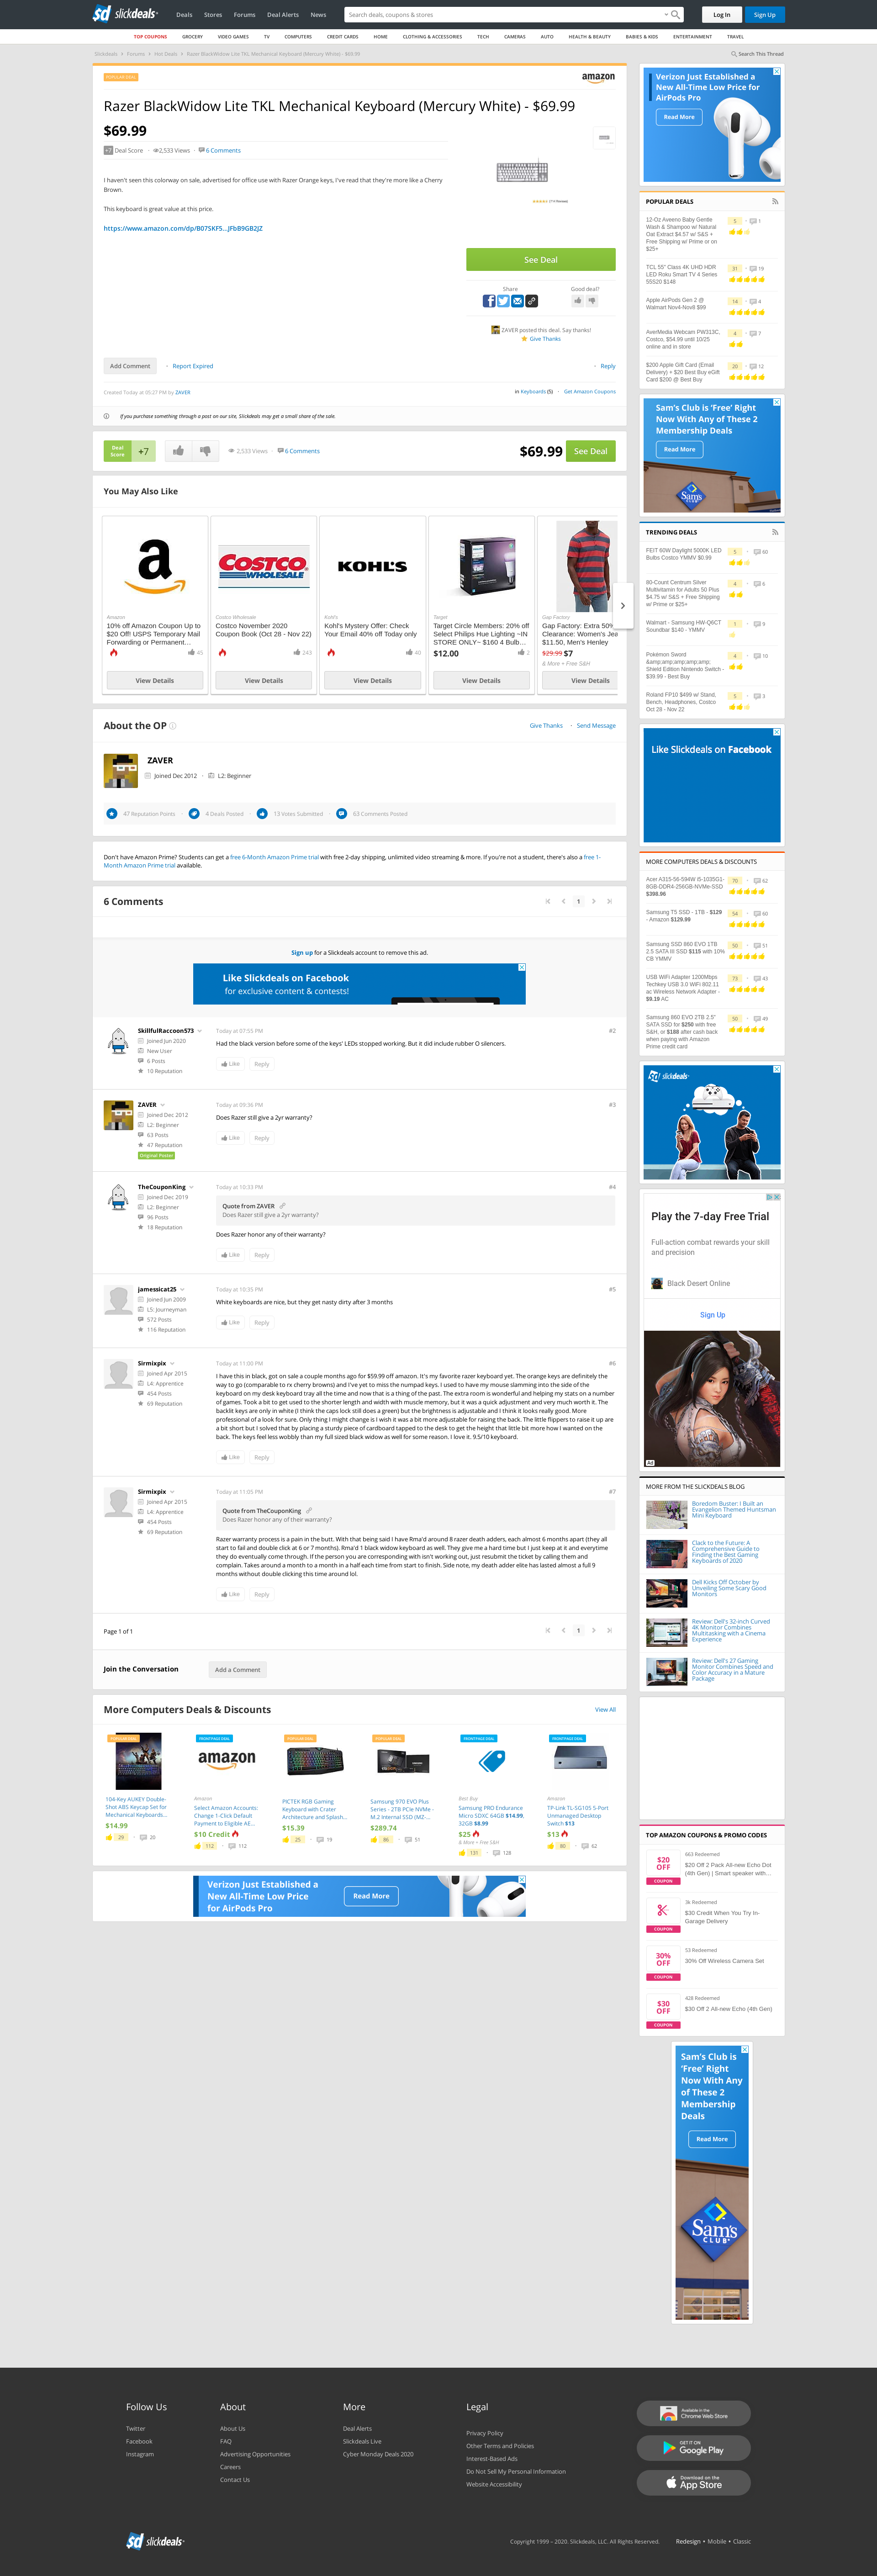 slickdeals
Deals Stores Forums Deal Alerts News
Search deals, coupons & stores
Log In Sign Up
TOP COUPONS GROCERY VIDEO GAMES TV COMPUTERS CREDIT CARDS HOME CLOTHING & ACCESSORIES TECH CAMERAS AUTO HEALTH & BEAUTY BABIES & KIDS ENTERTAINMENT TRAVEL
Slickdeals > Forums > Hot Deals > Razer BlackWidow Lite TKL Mechanical Keyboard (Mercury White) - $69.99
Search This Thread
POPULAR DEAL
amazon
Razer BlackWidow Lite TKL Mechanical Keyboard (Mercury White) - $69.99
$69.99
+7 Deal Score 2,533 Views 6 Comments
I haven't seen this colorway on sale, advertised for office use with Razer Orange keys, I've read that they're more like a Cherry
Brown.
This keyboard is great value at this price.
https://www.amazon.com/dp/B07SKF5...JFbB9GB2JZ
See Deal
Share Good deal?
ZAVER posted this deal. Say thanks!
Give Thanks
Add Comment Report Expired Reply
Created Today at 05:27 PM by ZAVER
in Keyboards (5) Get Amazon Coupons
If you purchase something through a post on our site, Slickdeals may get a small share of the sale.
Deal
Score
+7
2,533 Views 6 Comments
$69.99 See Deal
You May Also Like
Amazon
10% off Amazon Coupon Up to
$20 Off! USPS Temporary Mail
Forwarding or Permanent...
45
View Details
COSTCO
WHOLESALE
Costco Wholesale
Costco November 2020
Coupon Book (Oct 28 - Nov 22)
243
View Details
KOHL'S
Kohl's
Kohl's Mystery Offer: Check
Your Email 40% off Today only
40
View Details
Target
Target Circle Members: 20% off
Select Philips Hue Lighting ~IN
STORE ONLY~ $160 4 Bulb...
$12.00 2
View Details
Gap Factory
Gap Factory: Extra 50%
Clearance: Women's Jea
$11.50, Men's Henley
$29.99 $7
& More + Free S&H
View Details
About the OP
Give Thanks Send Message
ZAVER
Joined Dec 2012 L2: Beginner
47 Reputation Points 4 Deals Posted 13 Votes Submitted 63 Comments Posted
Don't have Amazon Prime? Students can get a free 6-Month Amazon Prime trial with free 2-day shipping, unlimited video streaming & more. If you're not a student, there's also a free 1-
Month Amazon Prime trial available.
6 Comments
1
Sign up for a Slickdeals account to remove this ad.
Like Slickdeals on Facebook
for exclusive content & contests!
SkillfulRaccoon573
Joined Jun 2020
New User
6 Posts
10 Reputation
Today at 07:55 PM #2
Had the black version before some of the keys' LEDs stopped working. But it did include rubber O silencers.
Like Reply
ZAVER
Joined Dec 2012
L2: Beginner
63 Posts
47 Reputation
Original Poster
Today at 09:36 PM #3
Does Razer still give a 2yr warranty?
Like Reply
TheCouponKing
Joined Dec 2019
L2: Beginner
96 Posts
18 Reputation
Today at 10:33 PM #4
Quote from ZAVER
Does Razer still give a 2yr warranty?
Does Razer honor any of their warranty?
Like Reply
jamessicat25
Joined Jun 2009
L5: Journeyman
572 Posts
116 Reputation
Today at 10:35 PM #5
White keyboards are nice, but they get nasty dirty after 3 months
Like Reply
Sirmixpix
Joined Apr 2015
L4: Apprentice
454 Posts
69 Reputation
Today at 11:00 PM #6
I have this in black, got on sale a couple months ago for $59.99 off amazon. It's my favorite razer keyboard yet. The orange keys are definitely the
way to go (comparable to rx cherry browns) and I've yet to miss the numpad keys. I used to have my mouse slamming into the side of the
keyboard on my desk keyboard tray all the time and now that is a thing of the past. The extra room is wonderful and helping my stats on a number
of games. Took a bit to get used to the shorter width and with muscle memory, but it was a quick adjustment and very much worth it. The
backlit keys are only in white (I think the caps lock still does a green) but the brightness is adjustable and I think it looks really good. More
professional of a look for sure. Only thing I might change is I wish it was a bit more adjustable for raising the back. The little flippers to raise it up are
a bit short but I solved that by placing a sturdy piece of cardboard tapped to the desk to get the height that little bit more how I wanted on the
back. The keys feel less wobbly than my full sized black widow as well for some reason. I love it. 9.5/10 keyboard.
Like Reply
Sirmixpix
Joined Apr 2015
L4: Apprentice
454 Posts
69 Reputation
Today at 11:05 PM #7
Quote from TheCouponKing
Does Razer honor any of their warranty?
Razer warranty process is a pain in the butt. With that being said I have Rma'd around 8 razer death adders, each almost 6 months apart (they all
start to fail and double click at 6 or 7 months). Rma'd 1 black widow keyboard as well. They give me a hard time but I just keep at it and importunate
they do eventually come through. If the person you are corresponding with isn't working out, just resubmit the ticket by calling them and
complain. Takes around 2 weeks to a month to get a new one in from a month start to finish. Side note, my death adder elite has lasted almost a full 9
months without double clicking this time around lol.
Like Reply
Page 1 of 1
1
Join the Conversation Add a Comment
More Computers Deals & Discounts View All
POPULAR DEAL
104-Key AUKEY Double-
Shot ABS Keycap Set for
Mechanical Keyboards...
$14.99
29 20
FRONTPAGE DEAL
amazon
Amazon
Select Amazon Accounts:
Change 1-Click Default
Payment to Eligible AE...
$10 Credit
112 112
POPULAR DEAL
PICTEK RGB Gaming
Keyboard with Crater
Architecture and Splash...
$15.39
25 19
POPULAR DEAL
Samsung 970 EVO Plus
Series - 2TB PCIe NVMe -
M.2 Internal SSD (MZ-...
$289.74
86 51
FRONTPAGE DEAL
Best Buy
Samsung PRO Endurance
Micro SDXC 64GB $14.99,
32GB $8.99
$25
& More + Free S&H
131 128
FRONTPAGE DEAL
Amazon
TP-Link TL-SG105 5-Port
Unmanaged Desktop
Switch $13
$13
80 62
Verizon Just Established a
New All-Time Low Price
for AirPods Pro
Read More
Verizon Just Established a
New All-Time Low Price for
AirPods Pro
Read More
POPULAR DEALS
12-Oz Aveeno Baby Gentle
Wash & Shampoo w/ Natural
Oat Extract $4.57 w/ S&S +
Free Shipping w/ Prime or on
$25+
5 1
TCL 55" Class 4K UHD HDR
LED Roku Smart TV 4 Series
55S20 $148
31 19
Apple AirPods Gen 2 @
Walmart Nov4-Nov8 $99
14 4
AverMedia Webcam PW313C,
Costco, $54.99 until 10/25
online and in store
4 7
$200 Apple Gift Card (Email
Delivery) + $20 Best Buy eGift
Card $200 @ Best Buy
20 12
Sam's Club is 'Free' Right
Now With Any of These 2
Membership Deals
Read More
TRENDING DEALS
FEIT 60W Daylight 5000K LED
Bulbs Costco YMMV $0.99
5 60
80-Count Centrum Silver
Multivitamin for Adults 50 Plus
$4.75 w/ S&S + Free Shipping
w/ Prime or $25+
4 6
Walmart - Samsung HW-Q6CT
Soundbar $140 - YMMV
1 9
Pokémon Sword
&amp;amp;amp;amp;amp;
Shield Edition Nintendo Switch -
$39.99 - Best Buy
4 10
Roland FP10 $499 w/ Stand,
Bench, Headphones, Costco
Oct 28 - Nov 22
5 3
Like Slickdeals on Facebook
MORE COMPUTERS DEALS & DISCOUNTS
Acer A315-56-594W i5-1035G1-
8GB-DDR4-256GB-NVMe-SSD
$398.96
70 62
Samsung T5 SSD - 1TB - $129
- Amazon $129.99
54 60
Samsung SSD 860 EVO 1TB
2.5 SATA III SSD $115 with 10%
CB YMMV
50 51
USB WiFi Adapter 1200Mbps
Techkey USB 3.0 WiFi 802.11
ac Wireless Network Adapter -
$9.19 AC
73 43
Samsung 860 EVO 2TB 2.5"
SATA SSD for $250 with free
S&H, or $188 after cash back
when paying with Amazon
Prime credit card
50 49
slickdeals
Play the 7-day Free Trial
Full-action combat rewards your skill
and precision
Black Desert Online
Sign Up
Ad
MORE FROM THE SLICKDEALS BLOG
Boredom Buster: I Built an
Evangelion Themed Huntsman
Mini Keyboard
Clack to the Future: A
Comprehensive Guide to
Finding the Best Gaming
Keyboards of 2020
Dell Kicks Off October by
Unveiling Some Scary Good
Monitors
Review: Dell's 32-inch Curved
4K Monitor Combines
Multitasking with a Cinema
Experience
Review: Dell's 27 Gaming
Monitor Combines Speed and
Color Accuracy in a Mature
Package
TOP AMAZON COUPONS & PROMO CODES
$20
OFF
COUPON
663 Redeemed
$20 Off 2 Pack All-new Echo Dot
(4th Gen) | Smart speaker with...
COUPON
3k Redeemed
$30 Credit When You Try In-
Garage Delivery
30%
OFF
COUPON
53 Redeemed
30% Off Wireless Camera Set
$30
OFF
COUPON
428 Redeemed
$30 Off 2 All-new Echo (4th Gen)
Sam's Club is
'Free' Right
Now With Any
of These 2
Membership
Deals
Read More
Sam's
CLUB
Follow Us
Twitter
Facebook
Instagram
About
About Us
FAQ
Advertising Opportunities
Careers
Contact Us
More
Deal Alerts
Slickdeals Live
Cyber Monday Deals 2020
Legal
Privacy Policy
Other Terms and Policies
Interest-Based Ads
Do Not Sell My Personal Information
Website Accessibility
Available in the
Chrome Web Store
GET IT ON
Google Play
Download on the
App Store
slickdeals
Copyright 1999 - 2020. Slickdeals, LLC. All Rights Reserved. Redesign • Mobile • Classic